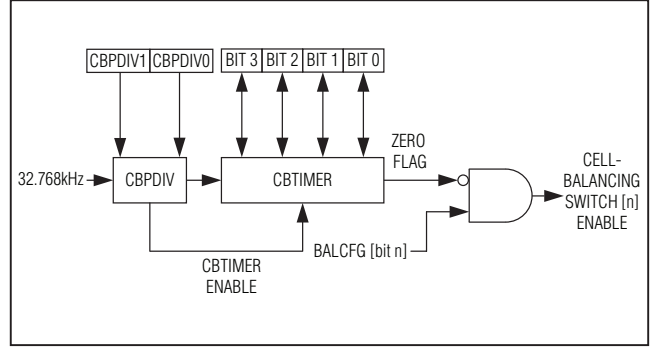 CBPDIV1 CBPDIV0 BIT 3 BIT 2 BIT 1 BIT 0
ZERO
FLAG
32.768kHz CBPDIV CBTIMER
CELL-
BALANCING
SWITCH [n]
ENABLE
BALCFG [bit n]
CBTIMER
ENABLE